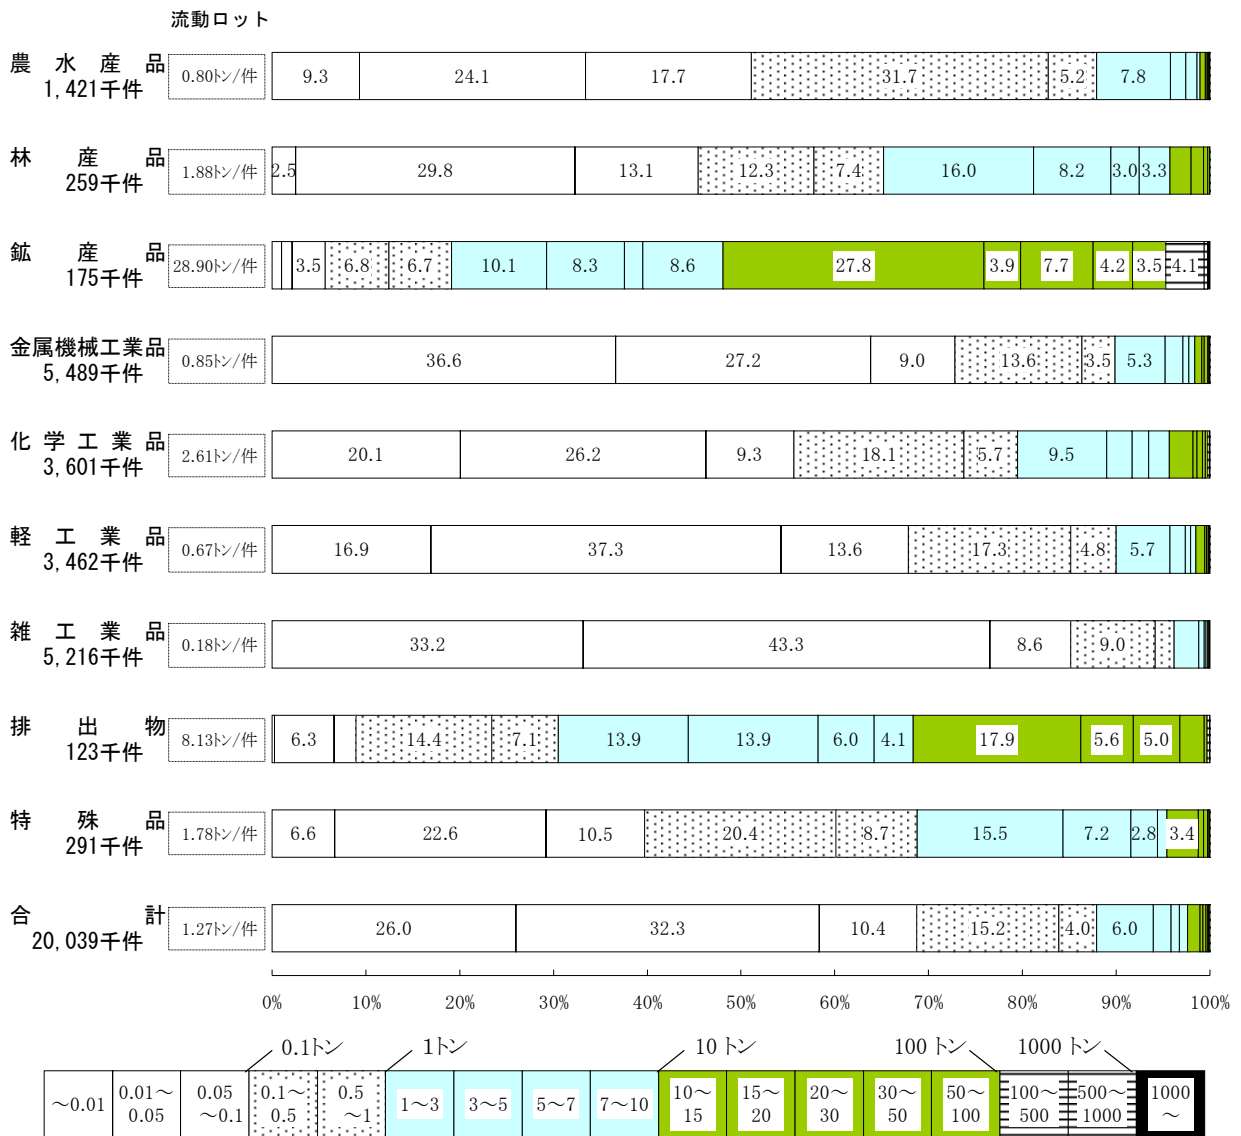 流動ロット
農水産品 0.80トン/件 9.3 24.1 17.7 31.7 5.2 7.8
1,421千件
林産品 1.88トン/件 2.5 29.8 13.1 12.3 7.4 16.0 8.2 3.0 3.3
259千件
鉱産品 28.90トン/件 3.5 6.8 6.7 10.1 8.3 8.6 27.8 3.9 7.7 4.2 3.5 4.1
175千件
金属機械工業品 0.85トン/件 36.6 27.2 9.0 13.6 3.5 5.3
5,489千件
化学工業品 2.61トン/件 20.1 26.2 9.3 18.1 5.7 9.5
3,601千件
軽工業品 0.67トン/件 16.9 37.3 13.6 17.3 4.8 5.7
3,462千件
雑工業品 0.18トン/件 33.2 43.3 8.6 9.0
5,216千件
排出物 8.13トン/件 6.3 14.4 7.1 13.9 13.9 6.0 4.1 17.9 5.6 5.0
123千件
特殊品 1.78トン/件 6.6 22.6 10.5 20.4 8.7 15.5 7.2 2.8 3.4
291千件
合計 1.27トン/件 26.0 32.3 10.4 15.2 4.0 6.0
20,039千件
0% 10% 20% 30% 40% 50% 60% 70% 80% 90% 100%
0.1トン 1トン 10トン 100トン 1000トン
～0.01 0.01～0.05 0.05～0.1 0.1～0.5 0.5～1 1～3 3～5 5～7 7～10 10～15 15～20 20～30 30～50 50～100 100～500 500～1000 1000～